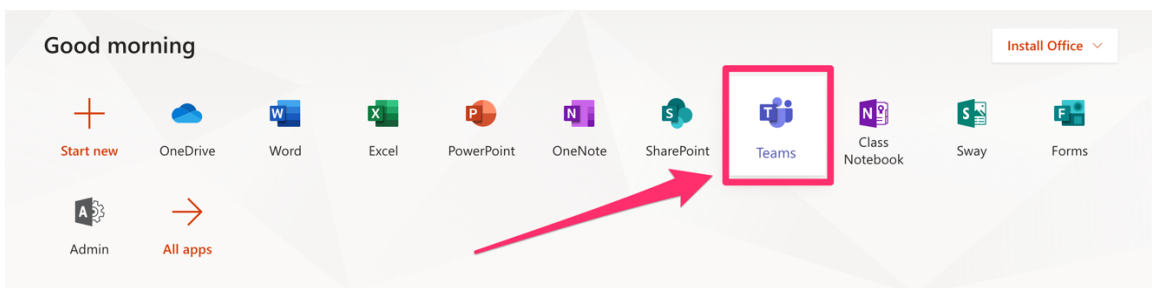 Good morning
Install Office
Start new
OneDrive
Word
Excel
PowerPoint
OneNote
SharePoint
Teams
Class
Notebook
Sway
Forms
Admin
All apps